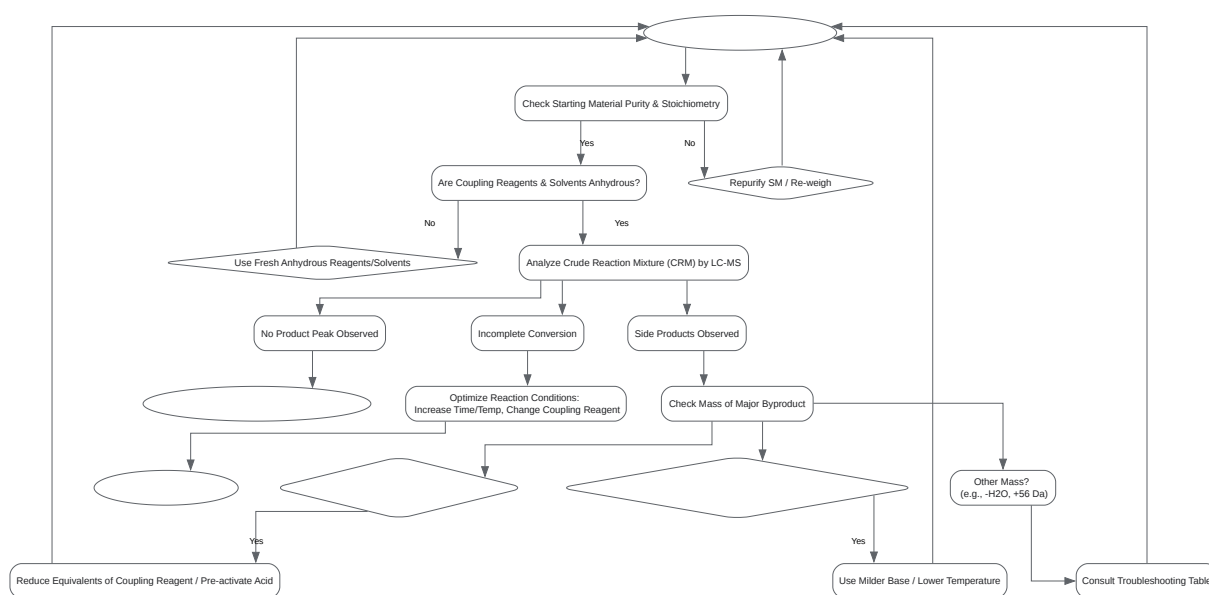 Check Starting Material Purity & Stoichiometry
Yes
No
Are Coupling Reagents & Solvents Anhydrous?
Repurify SM / Re-weigh
No
Yes
Use Fresh Anhydrous Reagents/Solvents
Analyze Crude Reaction Mixture (CRM) by LC-MS
No Product Peak Observed
Incomplete Conversion
Side Products Observed
Optimize Reaction Conditions:
Increase Time/Temp, Change Coupling Reagent
Check Mass of Major Byproduct
Other Mass?
(e.g., -H2O, +56 Da)
Yes
Yes
Reduce Equivalents of Coupling Reagent / Pre-activate Acid
Use Milder Base / Lower Temperature
Consult Troubleshooting Table